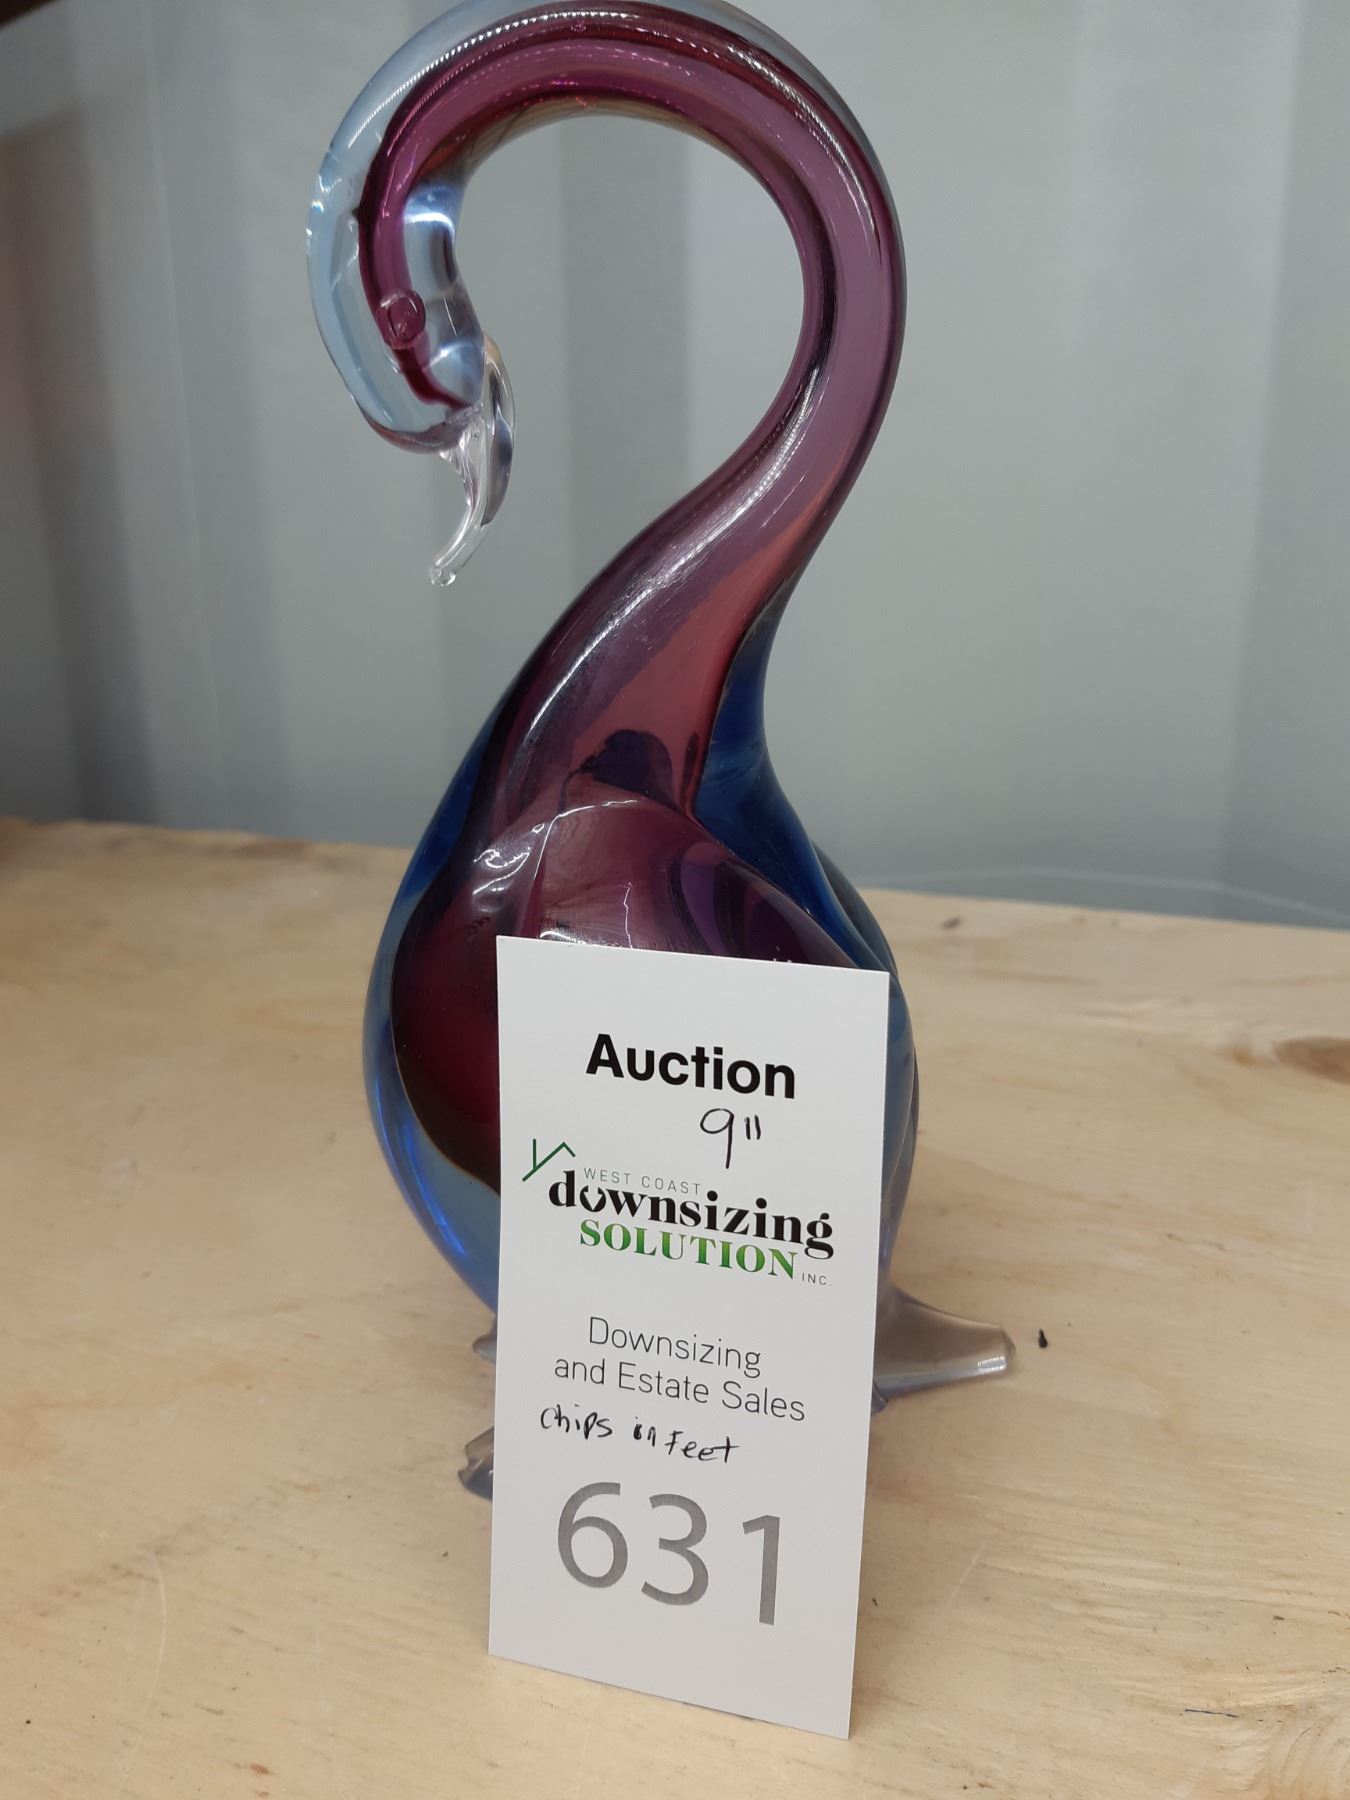 Auction
9"
WEST COAST
downsizing
SOLUTION INC.
Downsizing
and Estate Sales
chips in Feet
631